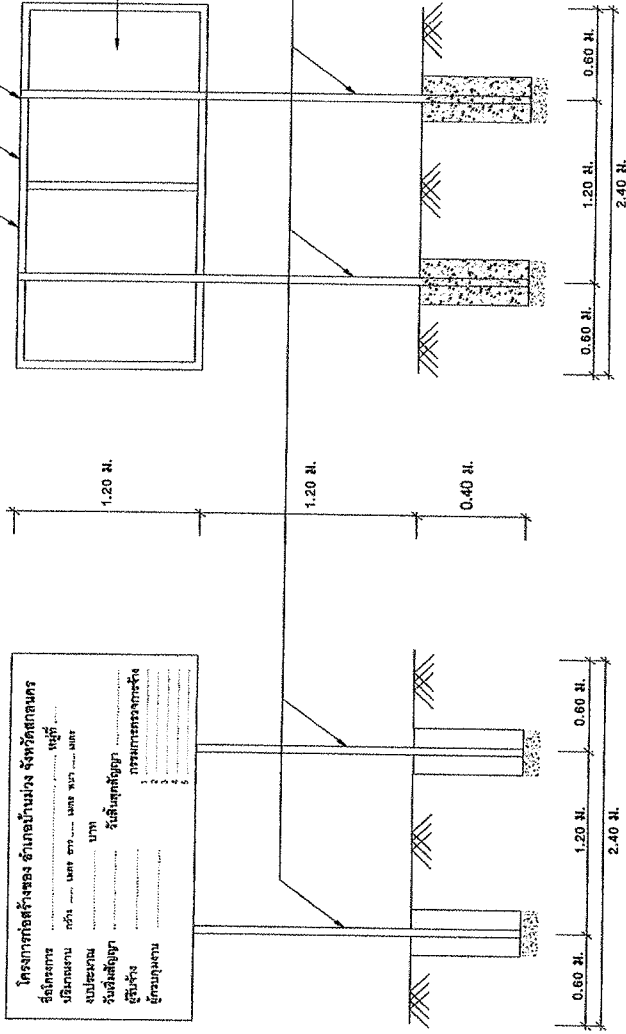 โครงการก่อสร้างของ อำเภอบ้านม่วง จังหวัดสกลนคร
ชื่อโครงการ .................... หมู่ที่ ......
ปริมาณงาน กว้าง ...... เมตร ยาว ...... เมตร หนา ...... เมตร
งบประมาณ .................... บาท
วันเริ่มสัญญา .................... วันสิ้นสุดสัญญา ....................
ผู้รับจ้าง .................... กรรมการตรวจการจ้าง
ผู้ควบคุมงาน ....................
1 ....................
2 ....................
3 ....................
4 ....................
5 ....................
1.20 ม.
1.20 ม.
0.40 ม.
0.60 ม.
1.20 ม.
0.60 ม.
2.40 ม.
0.60 ม.
1.20 ม.
0.60 ม.
2.40 ม.